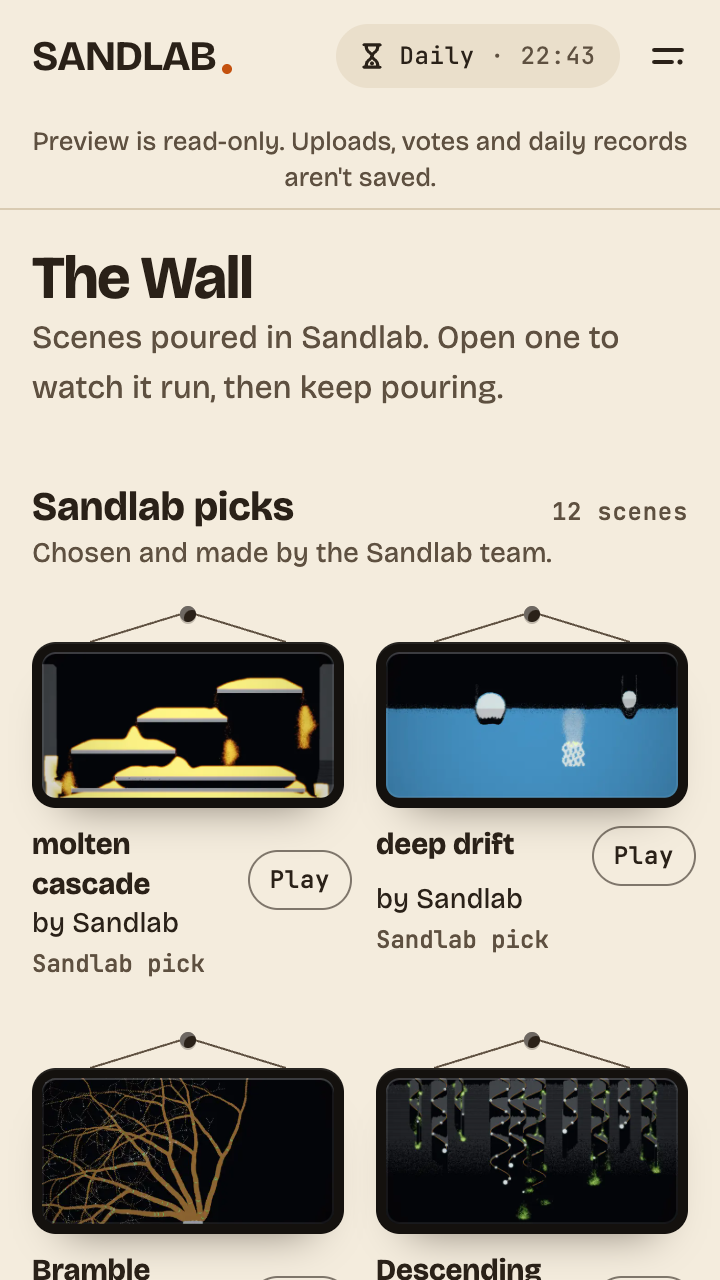 SANDLAB.
Daily · 22:43
Preview is read-only. Uploads, votes and daily records
aren't saved.
The Wall
Scenes poured in Sandlab. Open one to
watch it run, then keep pouring.
Sandlab picks
12 scenes
Chosen and made by the Sandlab team.
molten
cascade
Play
by Sandlab
Sandlab pick
deep drift
Play
by Sandlab
Sandlab pick
Bramble
Descending